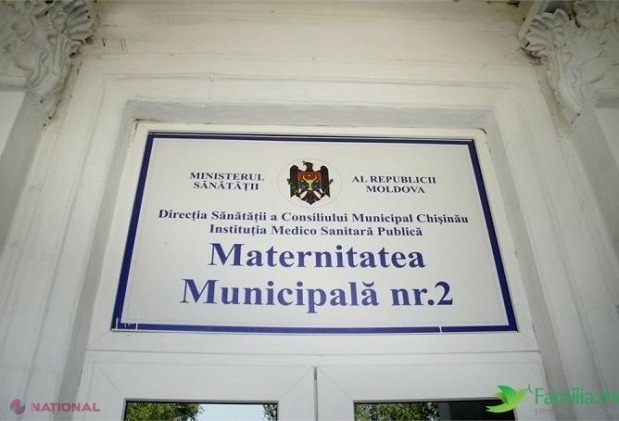 MINISTERUL AL REPUBLICII
SĂNĂTĂȚII MOLDOVA
Direcția Sănătății a Consiliului Municipal Chișinău
Instituția Medico Sanitară Publică
Maternitatea
Municipală nr.2
NATIONAL